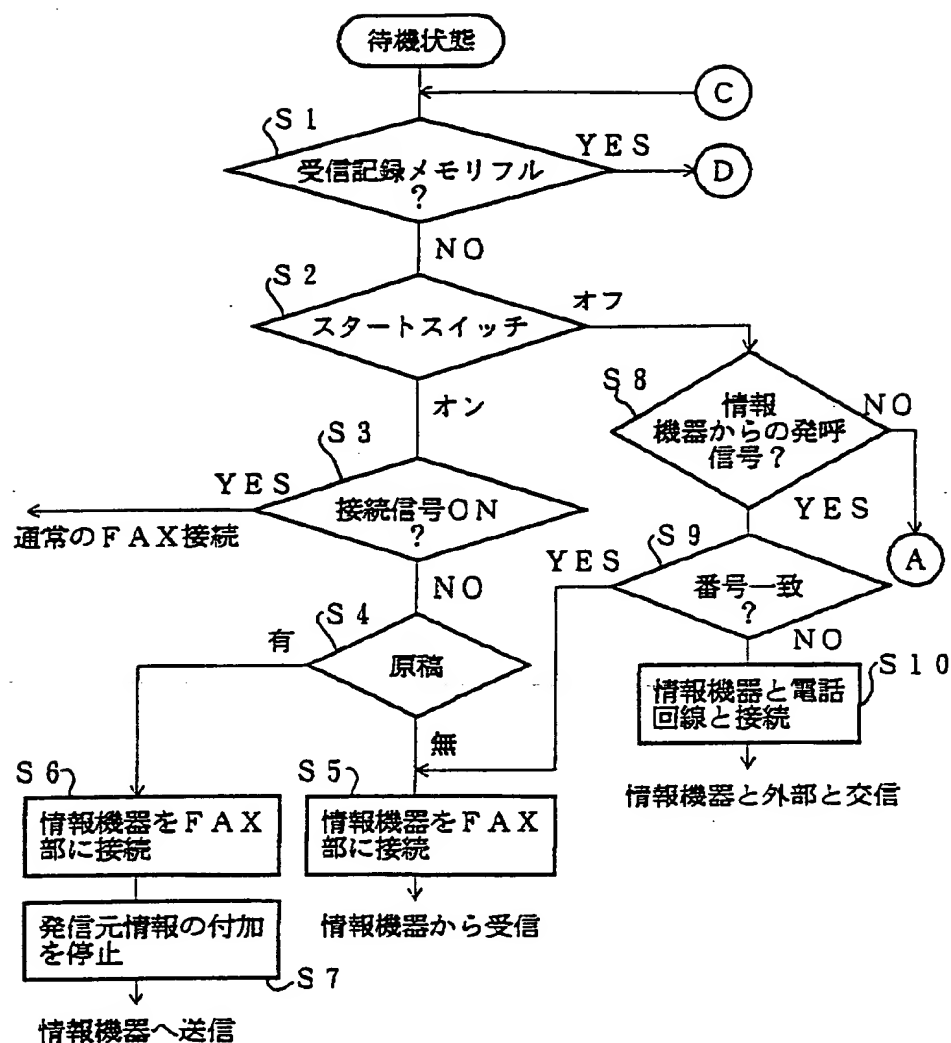 待機状態
C
S1
受信記録メモリフル
?
YES
D
NO
S2
スタートスイッチ
オフ
オン
S8
情報
機器からの発呼
信号?
NO
YES
A
S3
YES
接続信号ON
?
通常のFAX接続
NO
S9
YES
番号一致
?
NO
S4
有
原稿
無
S10
情報機器と電話
回線と接続
情報機器と外部と交信
S6
情報機器をFAX
部に接続
S5
情報機器をFAX
部に接続
情報機器から受信
発信元情報の付加
を停止
S7
情報機器へ送信